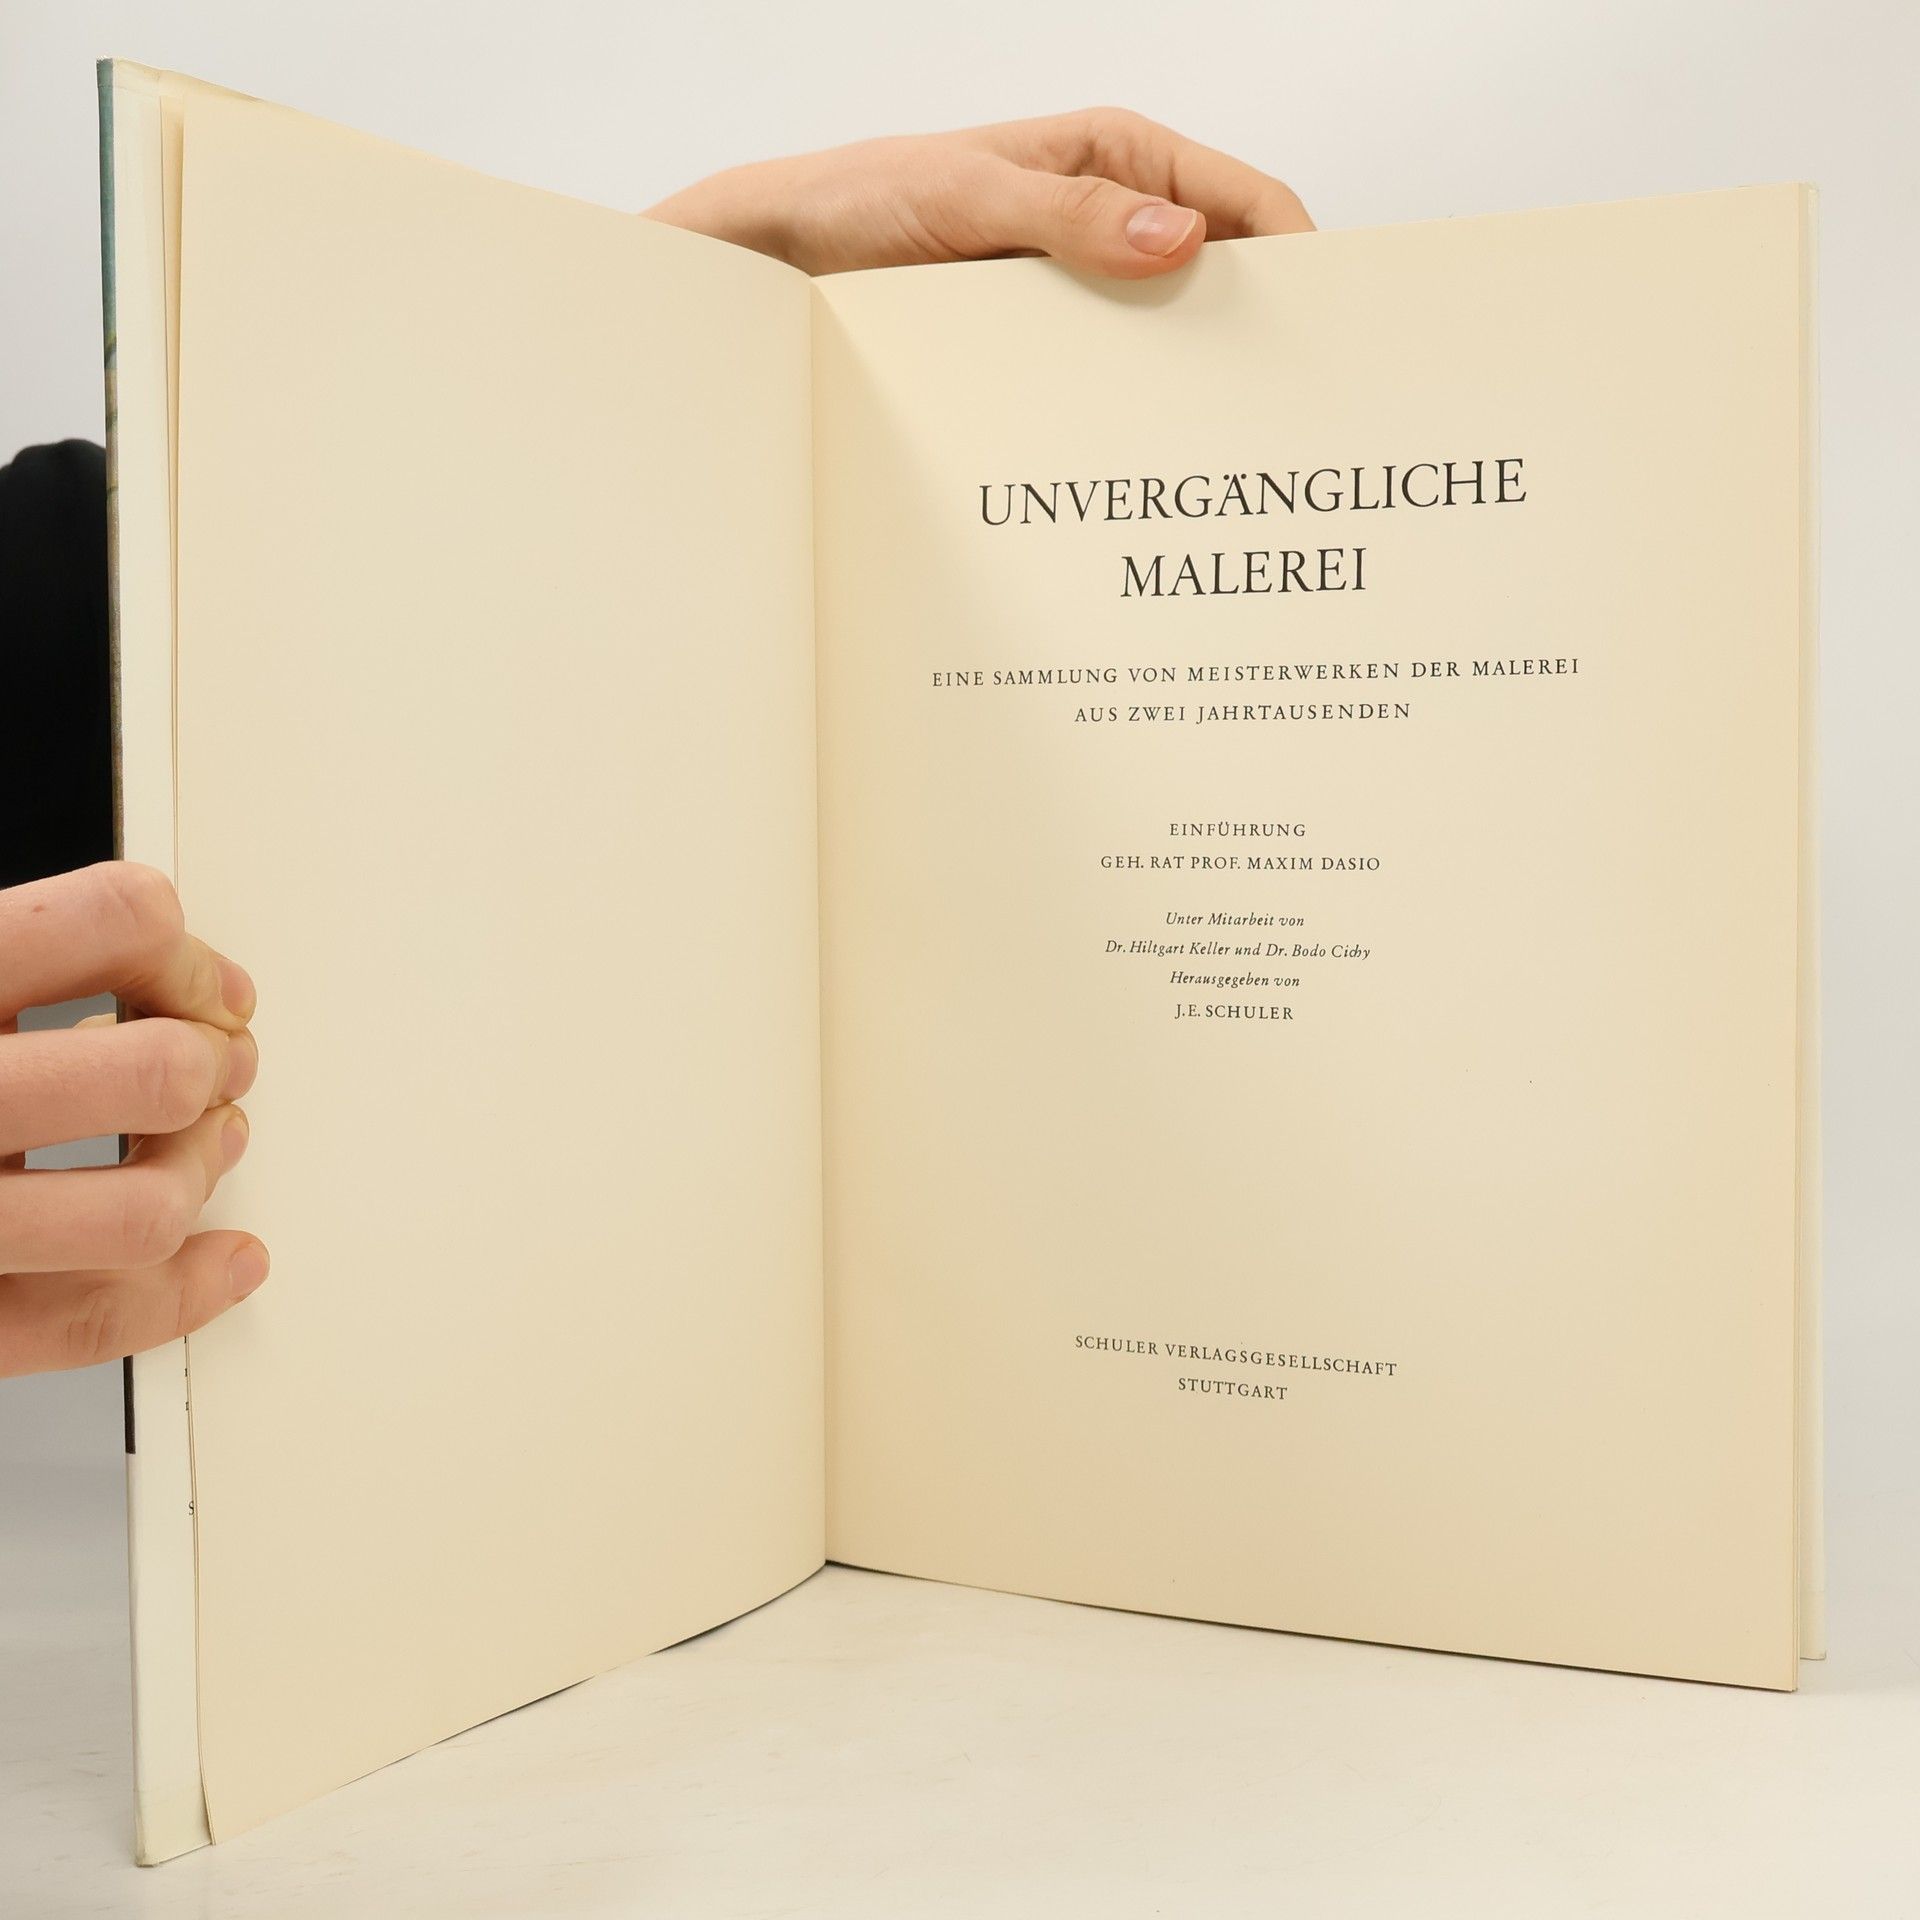 UNVERGÄNGLICHE
MALEREI
EINE SAMMLUNG VON MEISTERWERKEN DER MALEREI
AUS ZWEI JAHRTAUSENDEN
EINFÜHRUNG
GEH. RAT PROF. MAXIM DASIO
Unter Mitarbeit von
Dr. Hiltgart Keller und Dr. Bodo Cichy
Herausgegeben von
J.E. SCHULER
SCHULER VERLAGSGESELLSCHAFT
STUTTGART